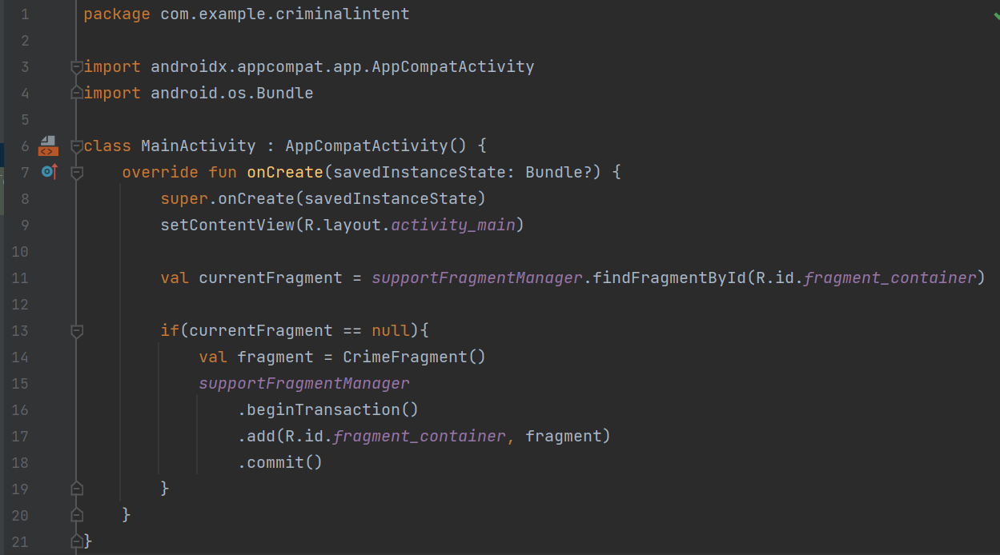 1 package com.example.criminalintent
2
3 import androidx.appcompat.app.AppCompatActivity
4 import android.os.Bundle
5
6 class MainActivity : AppCompatActivity() {
7     override fun onCreate(savedInstanceState: Bundle?) {
8         super.onCreate(savedInstanceState)
9         setContentView(R.layout.activity_main)
10
11         val currentFragment = supportFragmentManager.findFragmentById(R.id.fragment_container)
12
13         if(currentFragment == null){
14             val fragment = CrimeFragment()
15             supportFragmentManager
16                 .beginTransaction()
17                 .add(R.id.fragment_container, fragment)
18                 .commit()
19         }
20     }
21 }